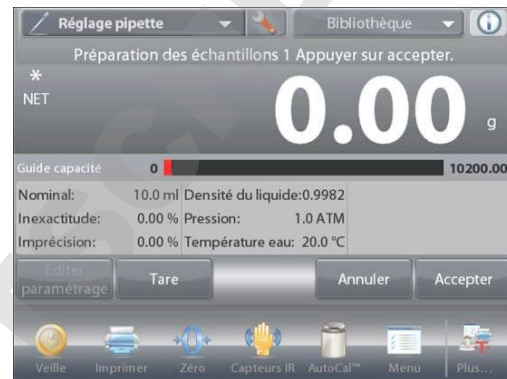 Réglage pipette Bibliothèque
Préparation des échantillons 1 Appuyer sur accepter.
*
NET
0.00 g
Guide capacité 0 10200.00
Nominal: 10.0 ml Densité du liquide:0.9982
Inexactitude: 0.00 % Pression: 1.0 ATM
Imprécision: 0.00 % Température eau: 20.0 °C
Editer paramétrage Tare Annuler Accepter
Veille Imprimer Zéro Capteurs IR AutoCal™ Menu Plus...